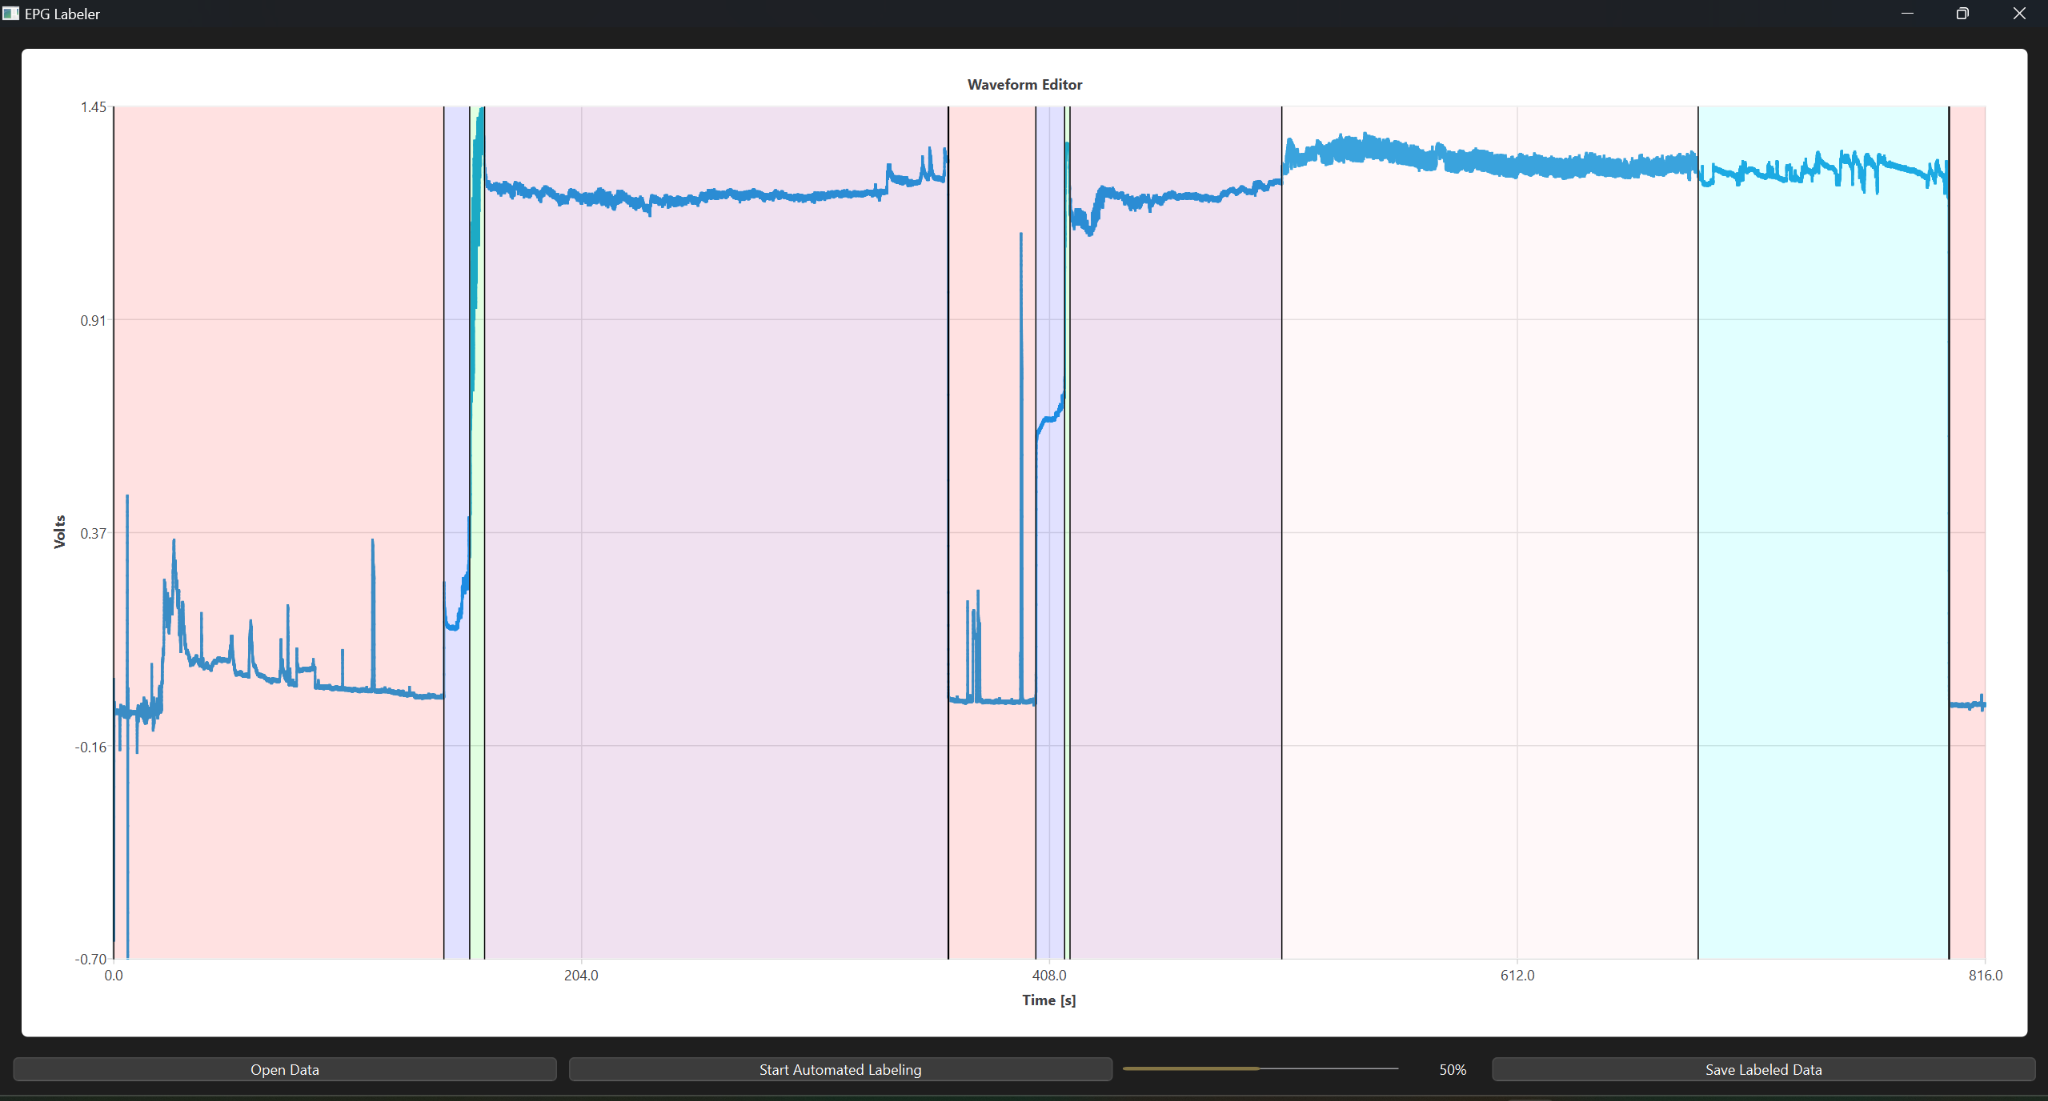 EPG Labeler
Waveform Editor
1.45
0.91
0.37
-0.16
-0.70
Volts
0.0 204.0 408.0 612.0 816.0
Time [s]
Open Data Start Automated Labeling 50% Save Labeled Data